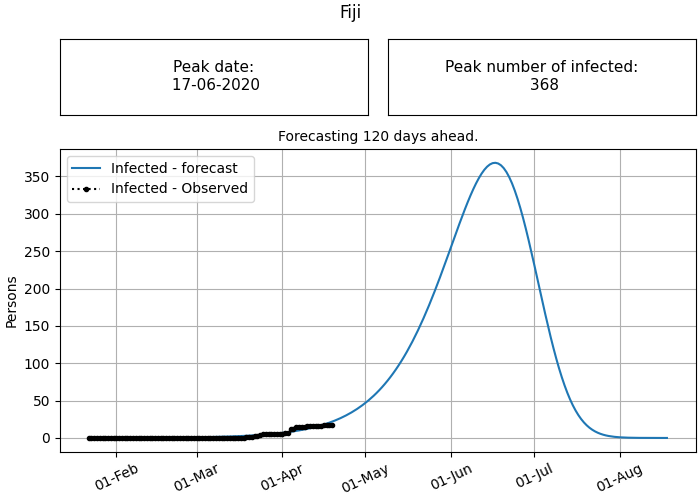 Fiji
Peak date:
17-06-2020
Peak number of infected:
368
Forecasting 120 days ahead.
Infected - forecast
Infected - Observed
Persons
350
300
250
200
150
100
50
0
01-Feb
01-Mar
01-Apr
01-May
01-Jun
01-Jul
01-Aug